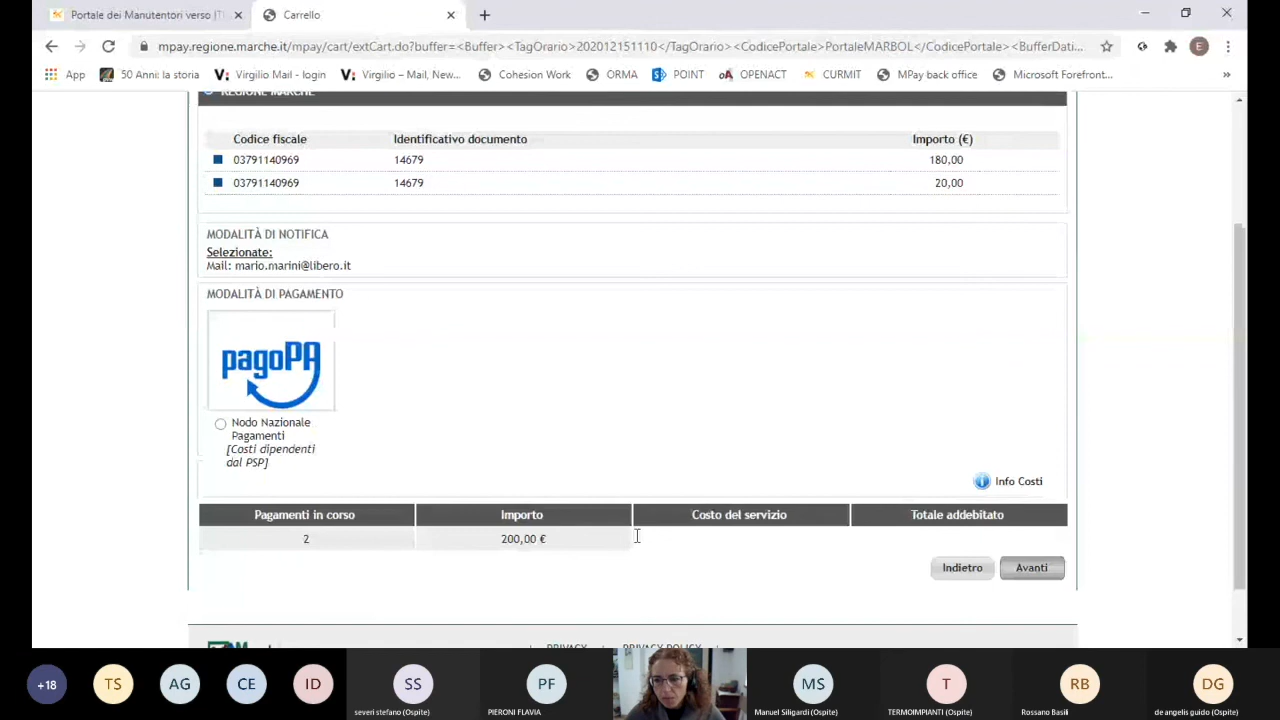 Portale dei Manutentori verso IT
Carrello
mpay.regione.marche.it/mpay/cart/extCart.do?buffer=<Buffer><TagOrario>202012151110</TagOrario><CodicePortale>PortaleMARBOL</CodicePortale><BufferDati...
E
App
50 Anni: la storia
Virgilio Mail - login
Virgilio – Mail, New...
Cohesion Work
ORMA
POINT
OPENACT
CURMIT
MPay back office
Microsoft Forefront...
»
REGIONE MARCHE
Codice fiscale Identificativo documento Importo (€)
03791140969 14679 180,00
03791140969 14679 20,00
MODALITÀ DI NOTIFICA
Selezionate:
Mail: mario.marini@libero.it
MODALITÀ DI PAGAMENTO
pagoPA
Nodo Nazionale
Pagamenti
[Costi dipendenti
dal PSP]
Info Costi
Pagamenti in corso Importo Costo del servizio Totale addebitato
2 200,00 €
Indietro Avanti
PRIVACY PRIVACY POLICY
+18 TS AG CE ID SS PF MS T RB DG
severi stefano (Ospite) PIERONI FLAVIA Manuel Siligardi (Ospite) TERMOIMPIANTI (Ospite) Rossano Basili de angelis guido (Ospite)